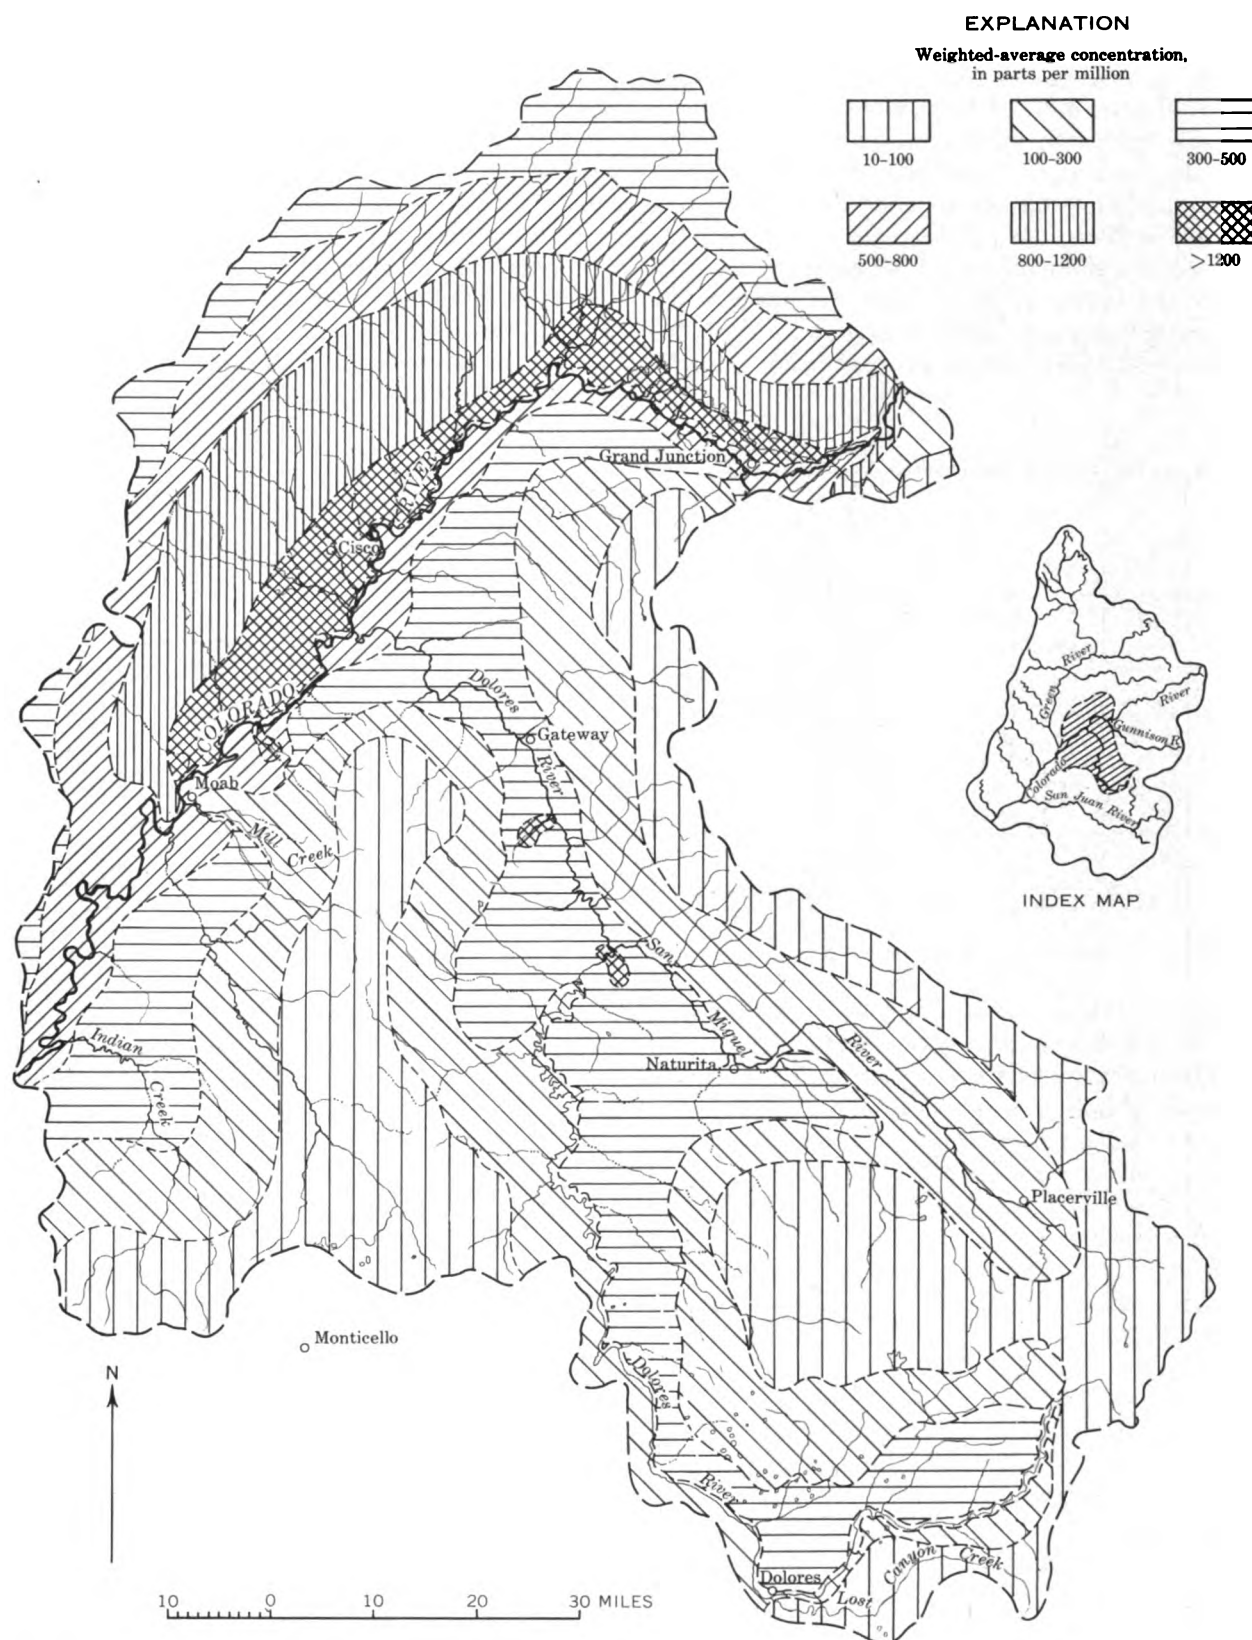 EXPLANATION
Weighted-average concentration,
in parts per million
10-100
100-300
300-500
500-800
800-1200
>1200
Grand Junction
RIVER
Cisco
COLORADO
Dolores
River
Gateway
Moab
Mill
Creek
San
Miguel
River
Naturita
Indian
Creek
Placerville
Monticello
Dolores
River
Dolores
Lost
Canyon
Creek
Green
River
River
Gunnison R.
Colorado
San Juan River
INDEX MAP
N
10 0 10 20 30 MILES